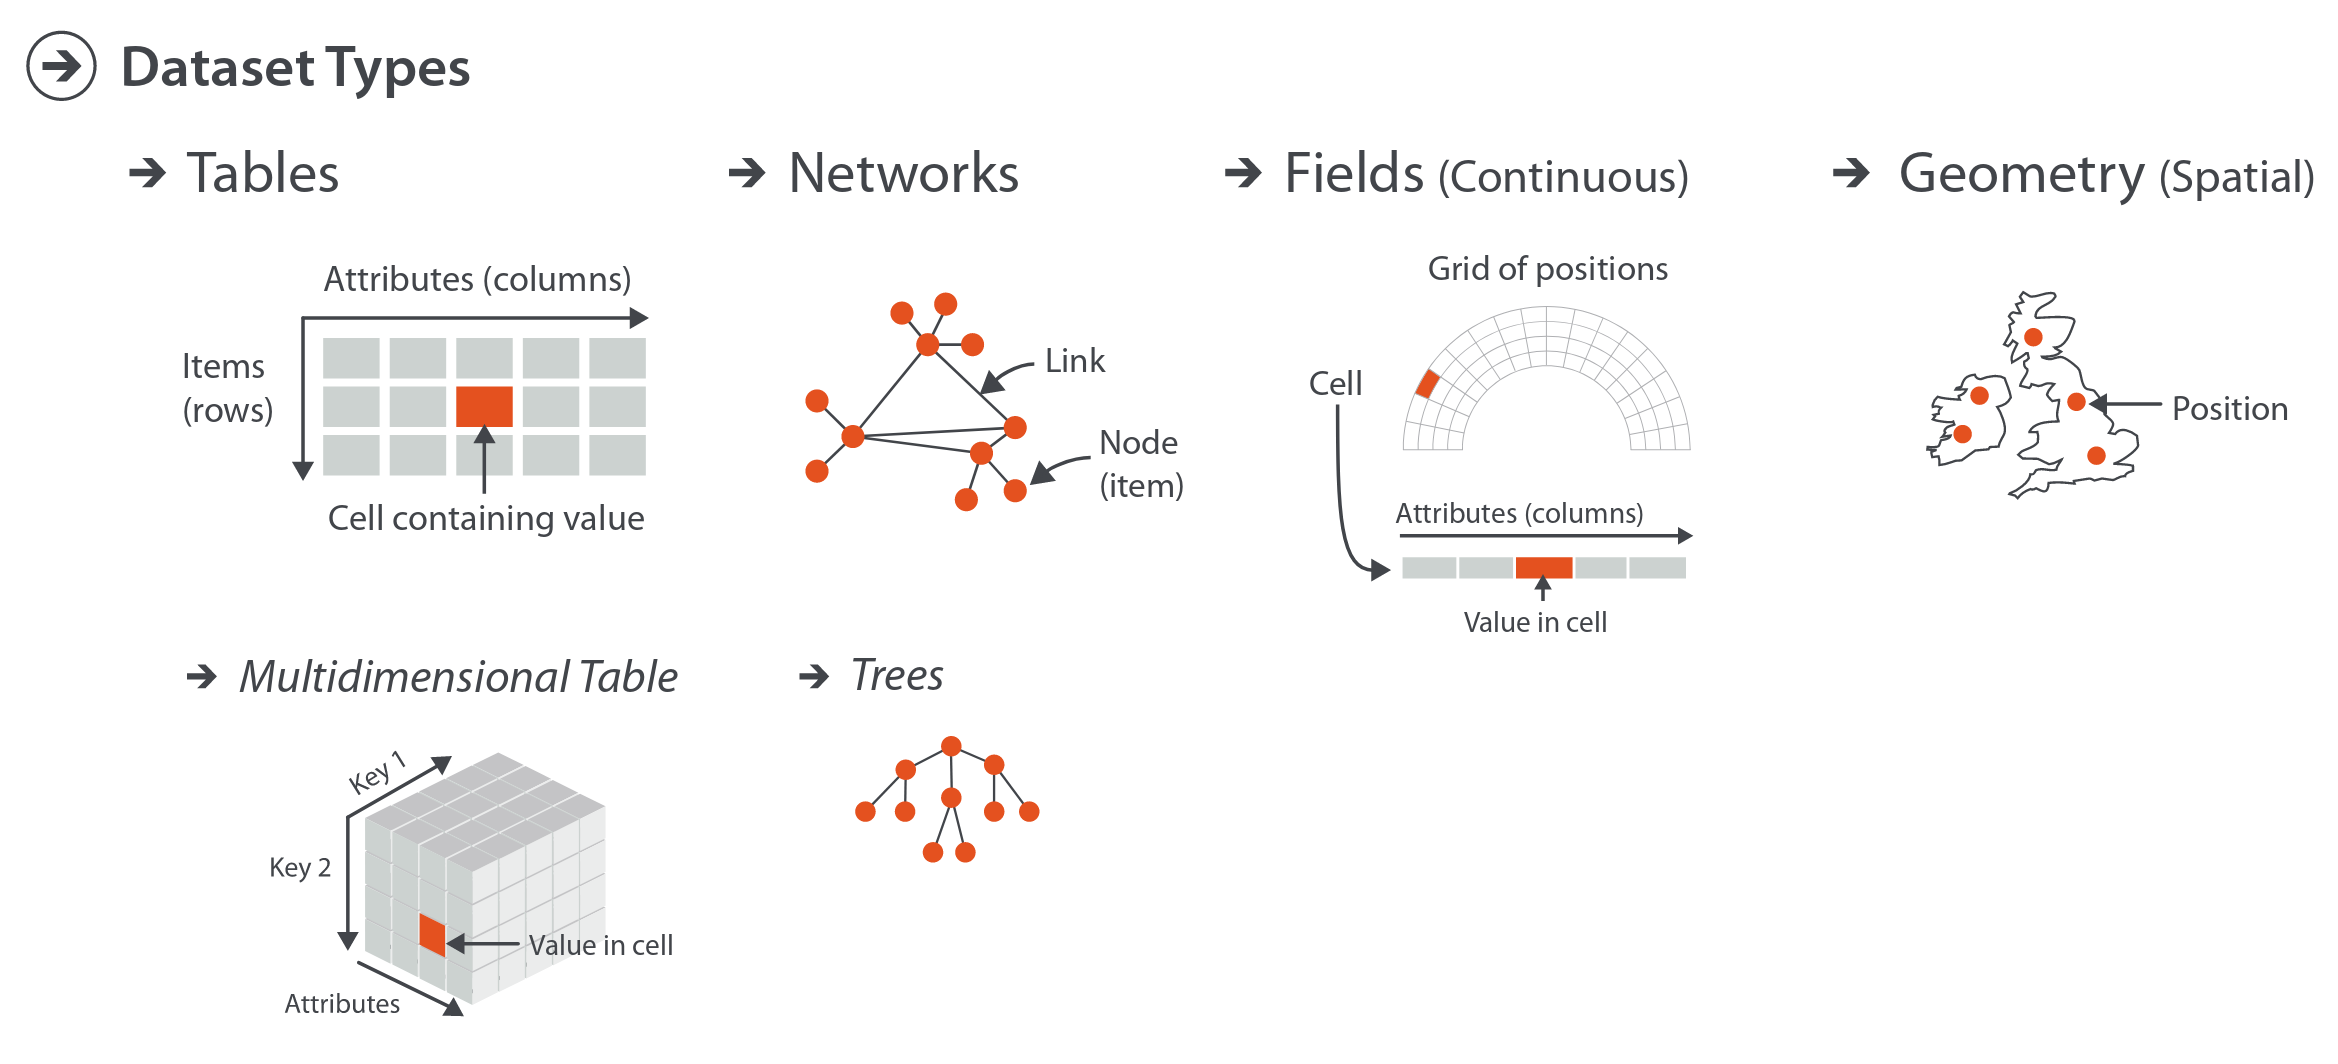 Dataset Types
Tables
Attributes (columns)
Items
(rows)
Cell containing value
Multidimensional Table
Key 1
Key 2
Value in cell
Attributes
Networks
Link
Node
(item)
Trees
Fields (Continuous)
Grid of positions
Cell
Attributes (columns)
Value in cell
Geometry (Spatial)
Position